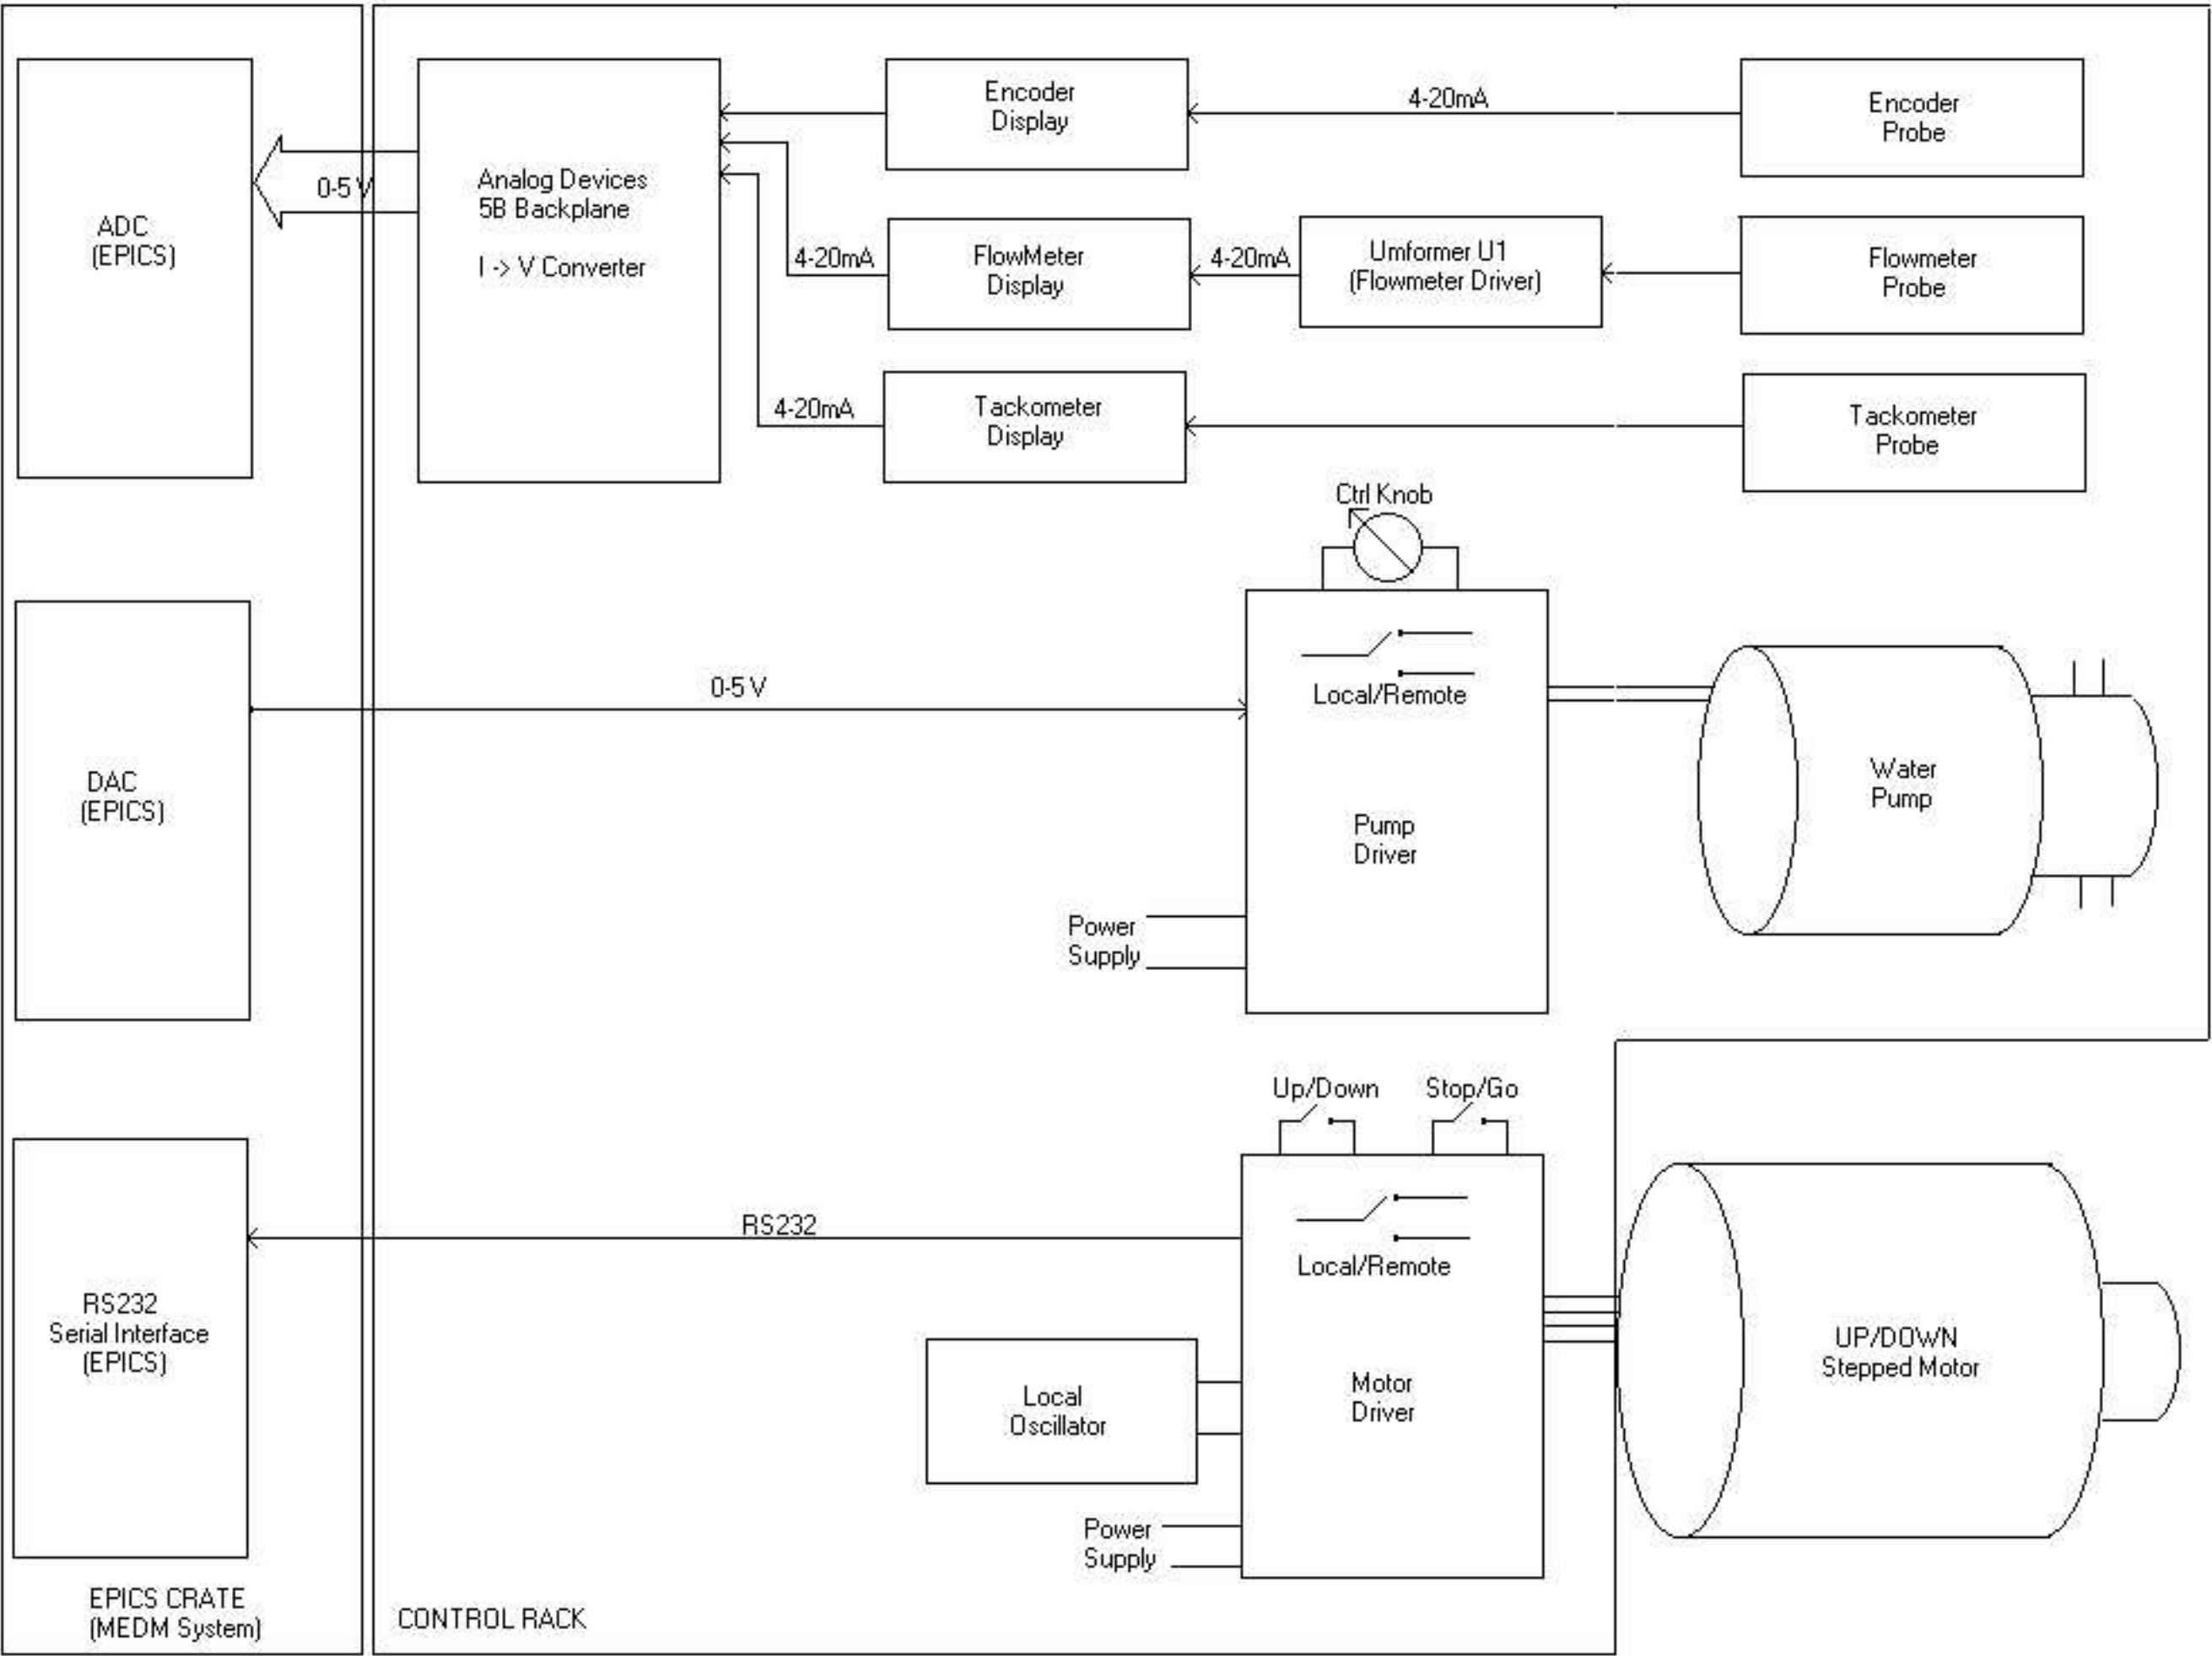 Encoder
Display
4-20mA
Encoder
Probe
0-5 V
Analog Devices
5B Backplane
I -> V Converter
ADC
(EPICS)
4-20mA
FlowMeter
Display
4-20mA
Umformer U1
(Flowmeter Driver)
Flowmeter
Probe
4-20mA
Tackometer
Display
Tackometer
Probe
Ctrl Knob
0-5 V
Local/Remote
DAC
(EPICS)
Water
Pump
Pump
Driver
Power
Supply
Up/Down
Stop/Go
RS232
Local/Remote
RS232
Serial Interface
(EPICS)
UP/DOWN
Stepped Motor
Local
Oscillator
Motor
Driver
Power
Supply
EPICS CRATE
(MEDM System)
CONTROL RACK